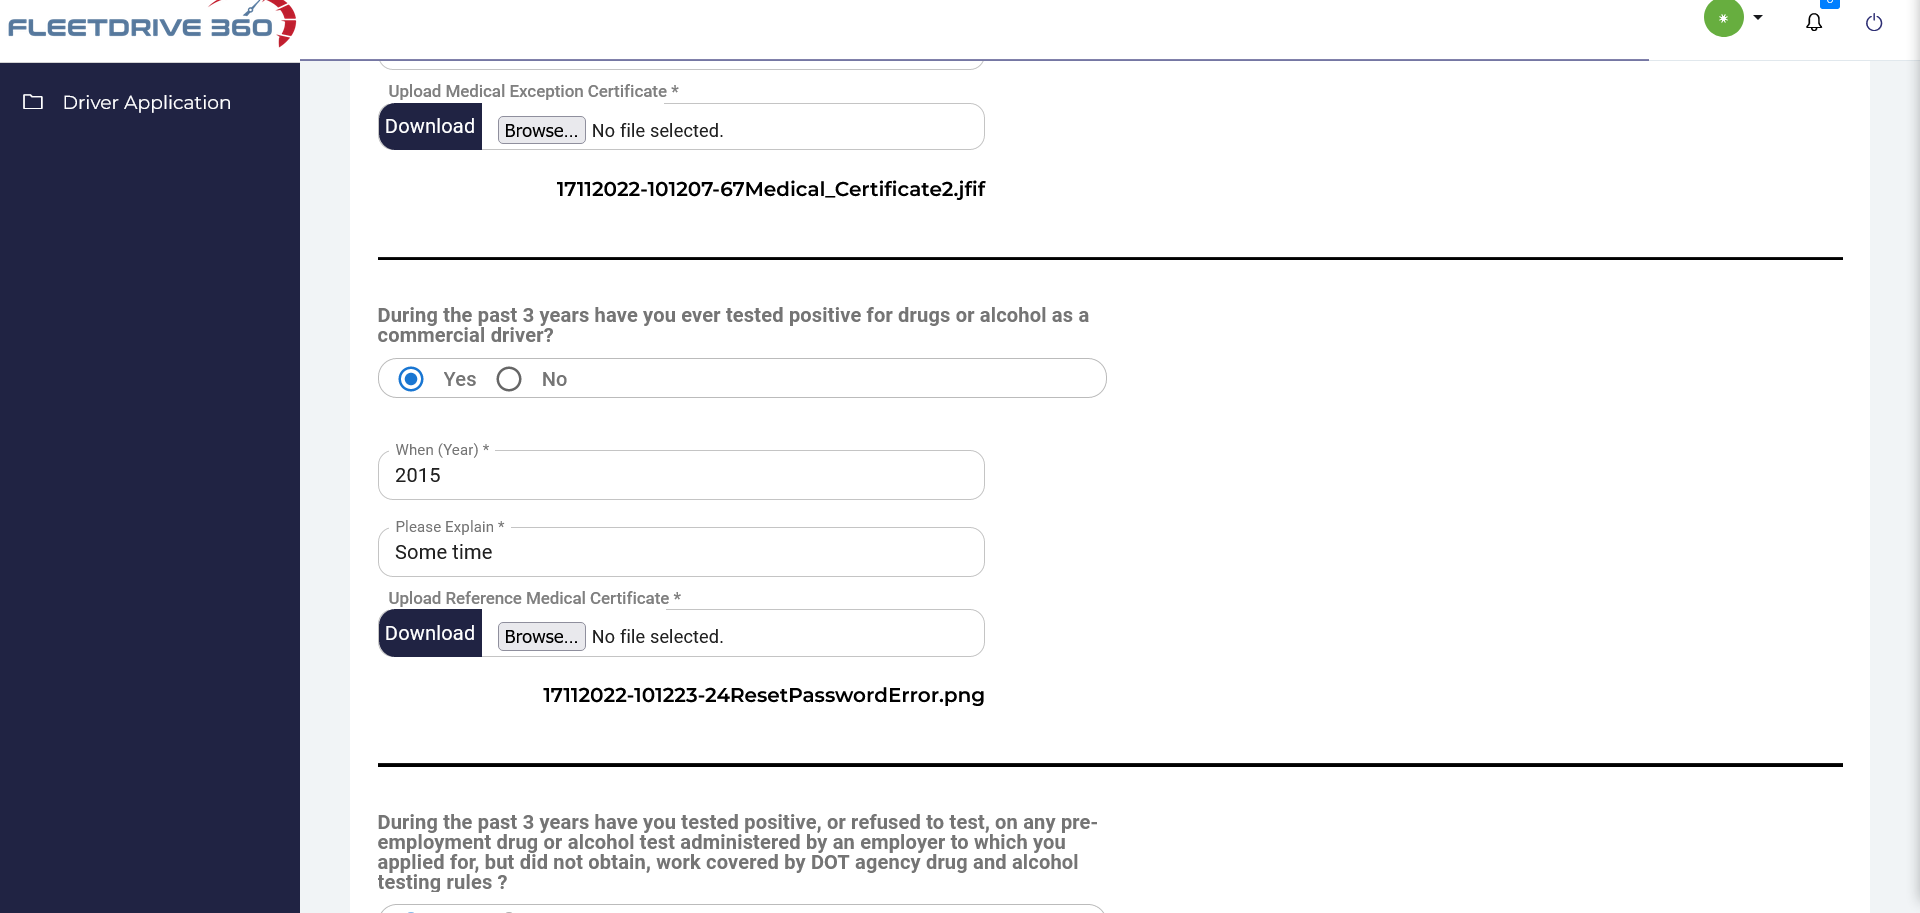 FLEETDRIVE 360
Driver Application
Upload Medical Exception Certificate *
Download
Browse... No file selected.
17112022-101207-67Medical_Certificate2.jfif
During the past 3 years have you ever tested positive for drugs or alcohol as a
commercial driver?
Yes No
When (Year) *
2015
Please Explain *
Some time
Upload Reference Medical Certificate *
Download
Browse... No file selected.
17112022-101223-24ResetPasswordError.png
During the past 3 years have you tested positive, or refused to test, on any pre-
employment drug or alcohol test administered by an employer to which you
applied for, but did not obtain, work covered by DOT agency drug and alcohol
testing rules ?